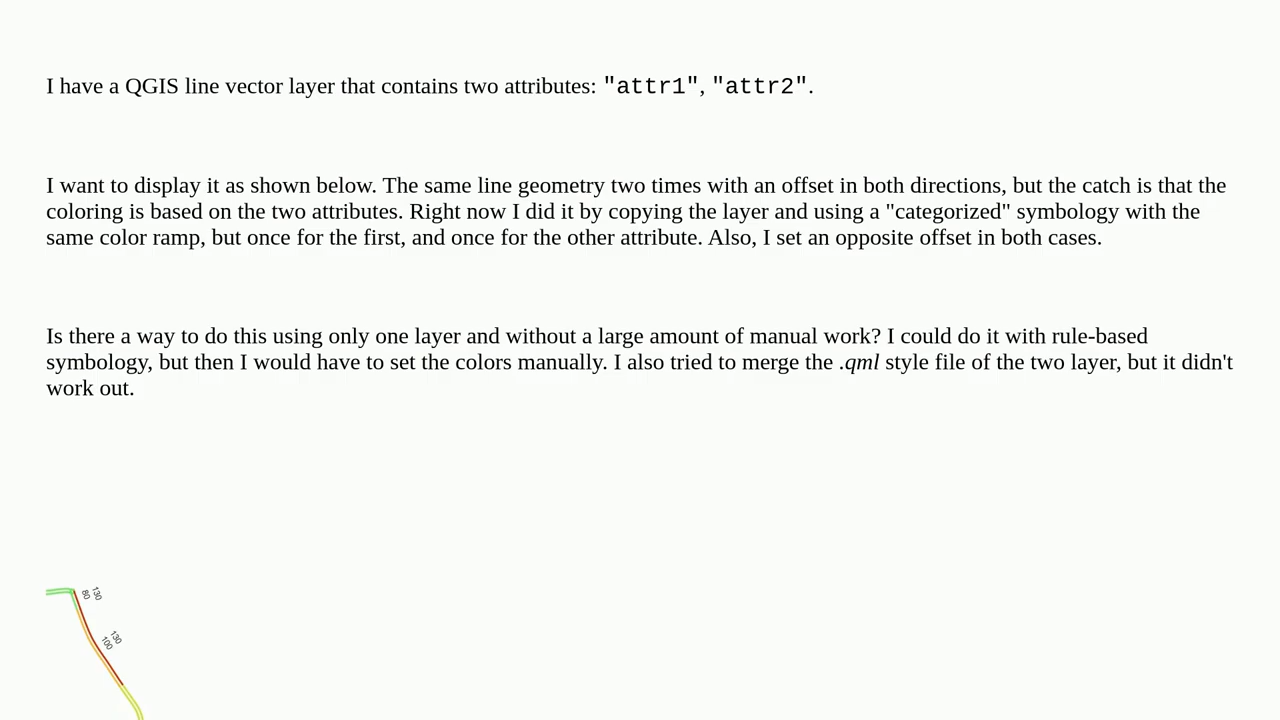 I have a QGIS line vector layer that contains two attributes: "attr1", "attr2".
I want to display it as shown below. The same line geometry two times with an offset in both directions, but the catch is that the
coloring is based on the two attributes. Right now I did it by copying the layer and using a "categorized" symbology with the
same color ramp, but once for the first, and once for the other attribute. Also, I set an opposite offset in both cases.
Is there a way to do this using only one layer and without a large amount of manual work? I could do it with rule-based
symbology, but then I would have to set the colors manually. I also tried to merge the .qml style file of the two layer, but it didn't
work out.
130
80
130
100